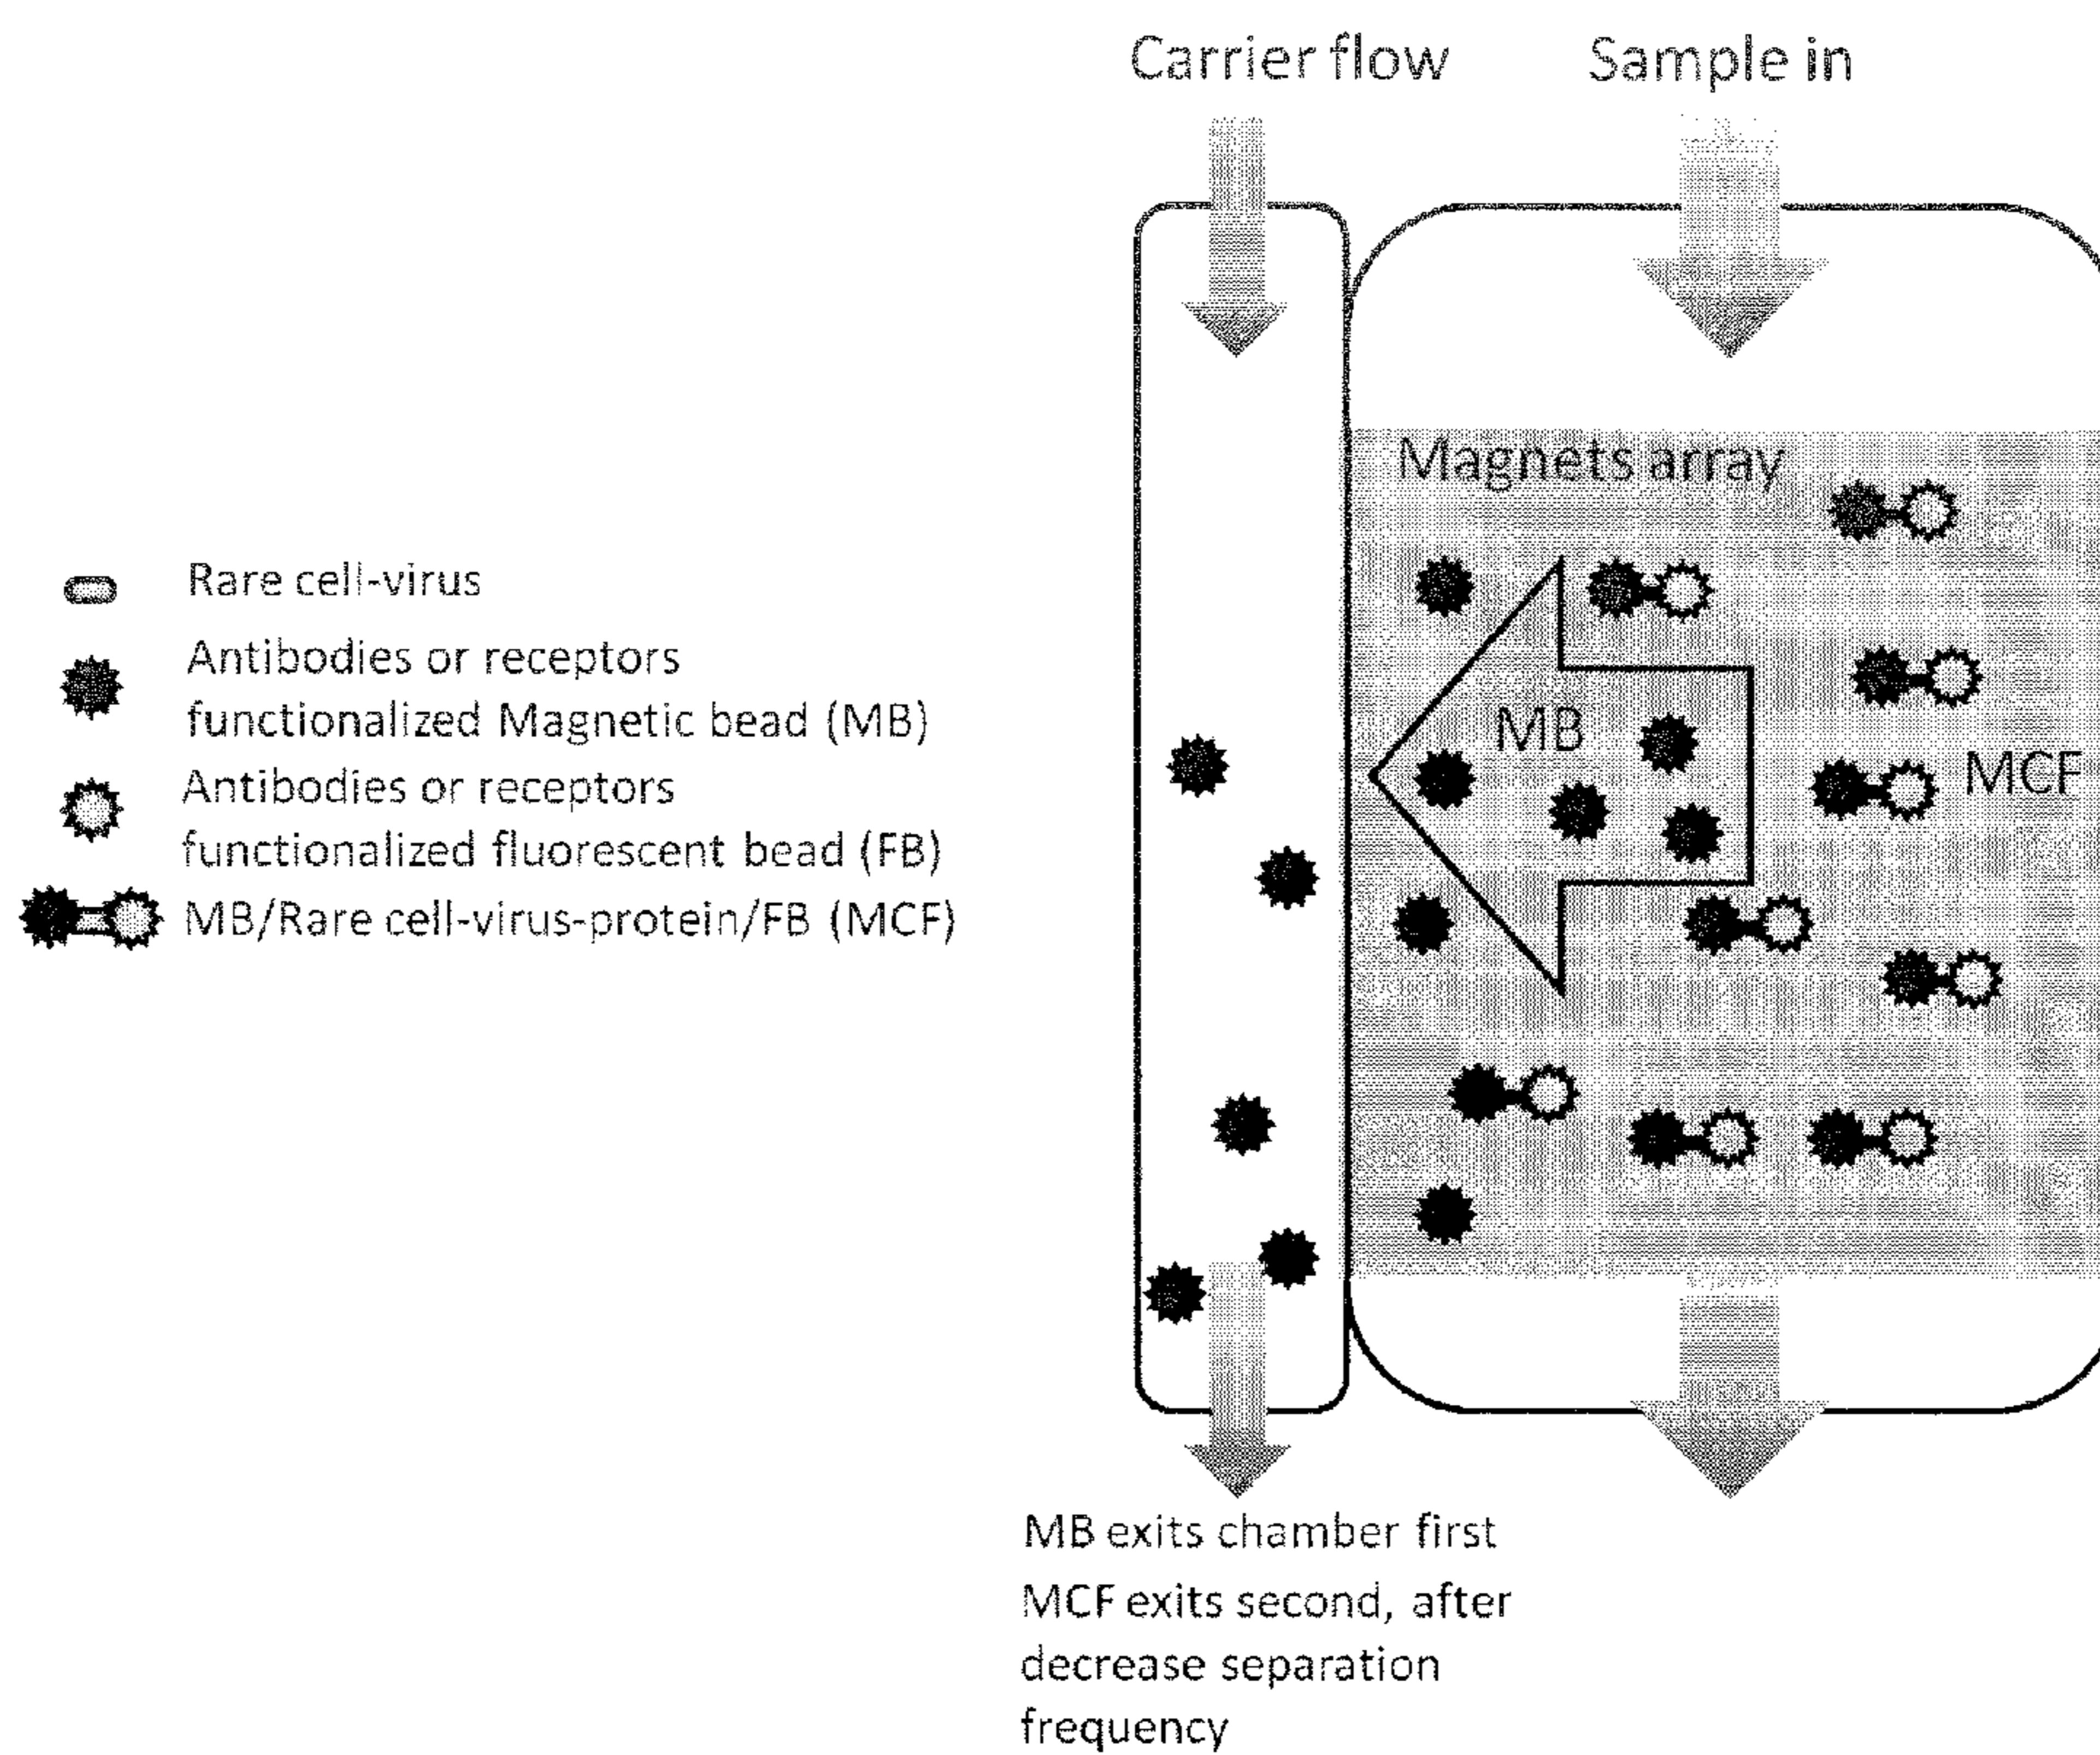 Carrier flow
Sample in
Magnets array
Rare cell-virus
Antibodies or receptors
functionalized Magnetic bead (MB)
Antibodies or receptors
functionalized fluorescent bead (FB)
MB/Rare cell-virus-protein/FB (MCF)
MB
MCF
MB exits chamber first
MCF exits second, after
decrease separation
frequency